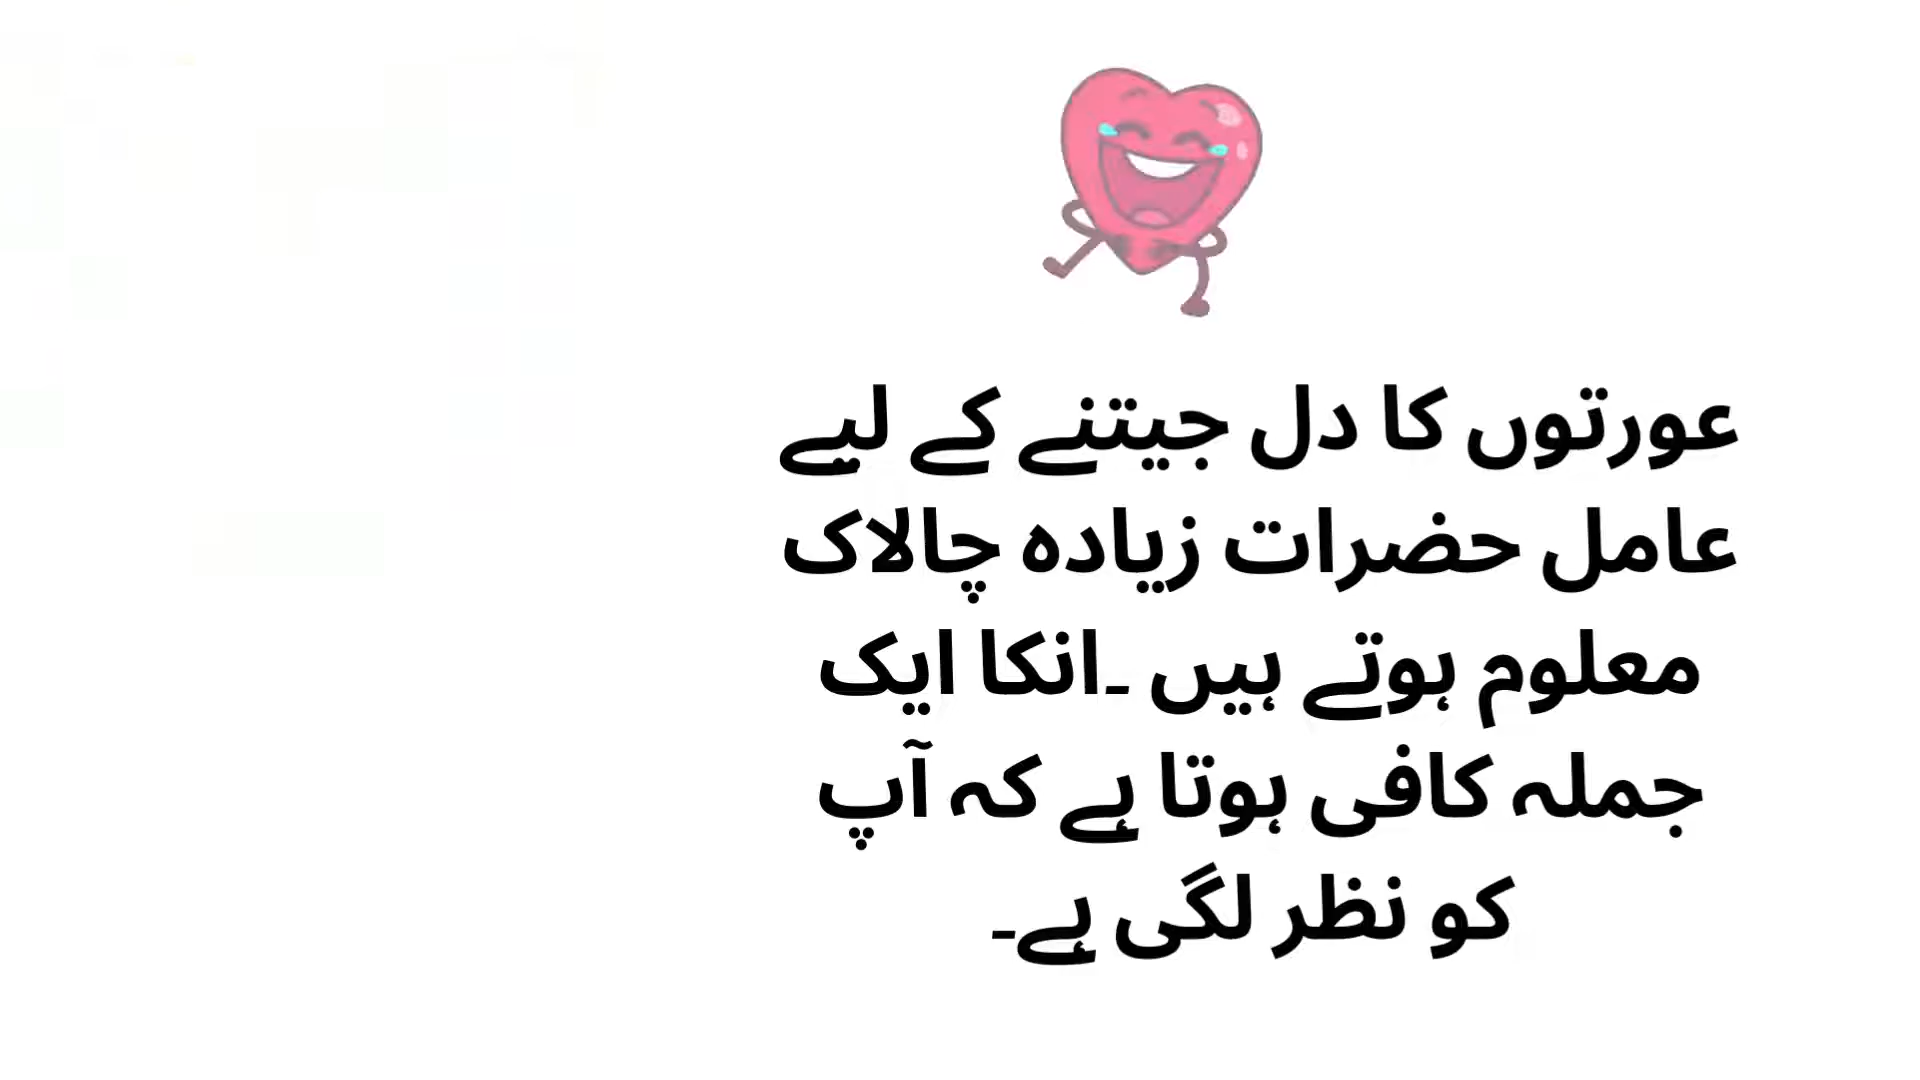 عورتوں کا دل جیتنے کے لیے
عامل حضرات زیادہ چالاک
معلوم ہوتے ہیں ۔انکا ایک
جملہ کافی ہوتا ہے کہ آپ
کو نظر لگی ہے۔